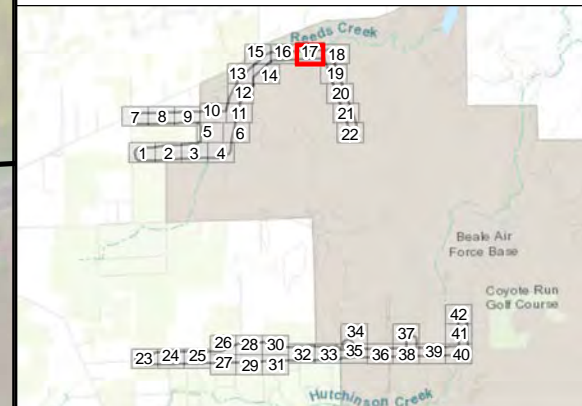 Reeds Creek
15 16 17 18
13 14 19
12 20
7 8 9 10 11 21
5 6 22
1 2 3 4
Beale Air
Force Base
Coyote Run
Golf Course
42
34 37 41
26 28 30
23 24 25 27 29 31 32 33 35 36 38 39 40
Hutchinson Creek